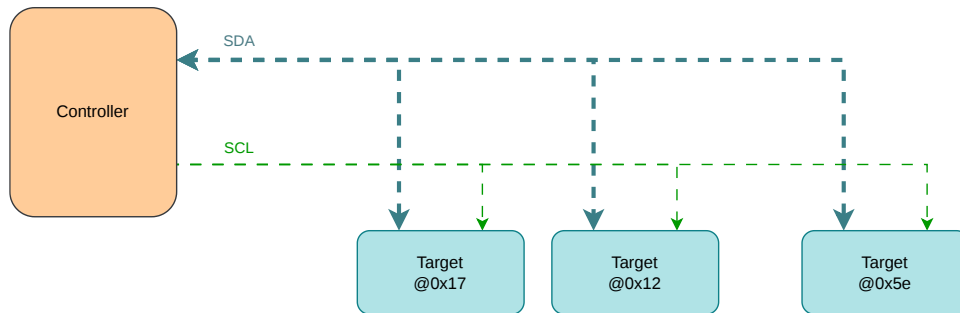 SDA
Controller
SCL
Target
@0x17
Target
@0x12
Target
@0x5e